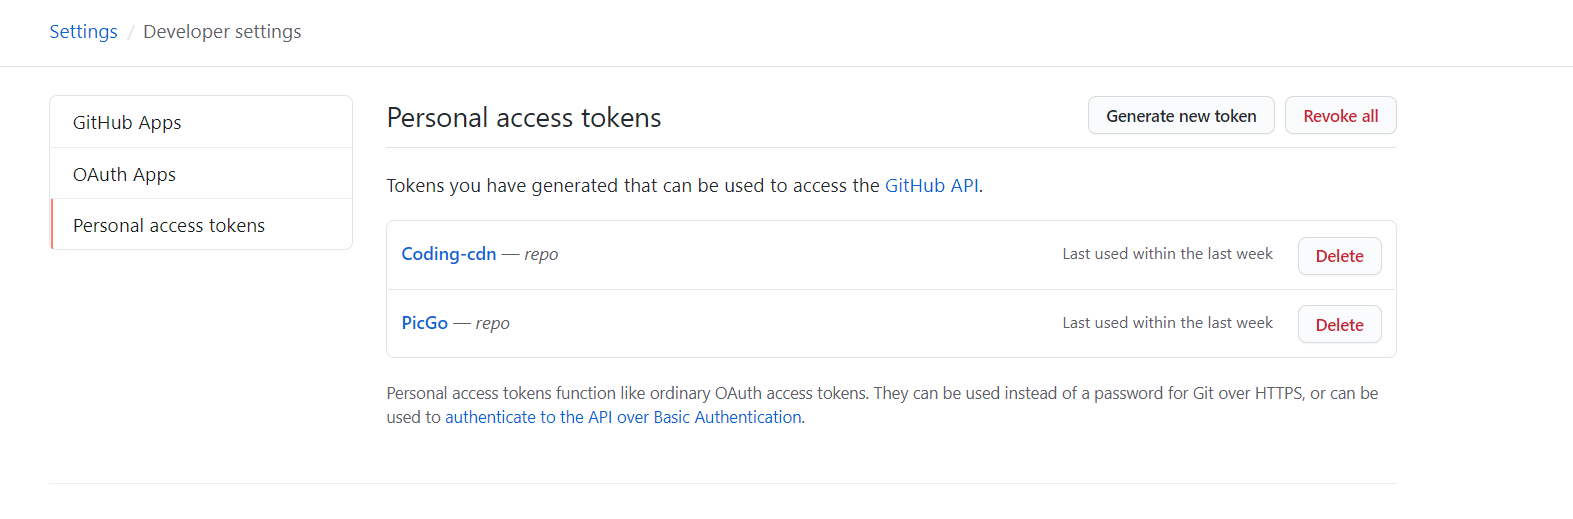 Settings / Developer settings
GitHub Apps
OAuth Apps
Personal access tokens
Personal access tokens
Generate new token
Revoke all
Tokens you have generated that can be used to access the GitHub API.
Coding-cdn — repo
Last used within the last week
Delete
PicGo — repo
Last used within the last week
Delete
Personal access tokens function like ordinary OAuth access tokens. They can be used instead of a password for Git over HTTPS, or can be
used to authenticate to the API over Basic Authentication.